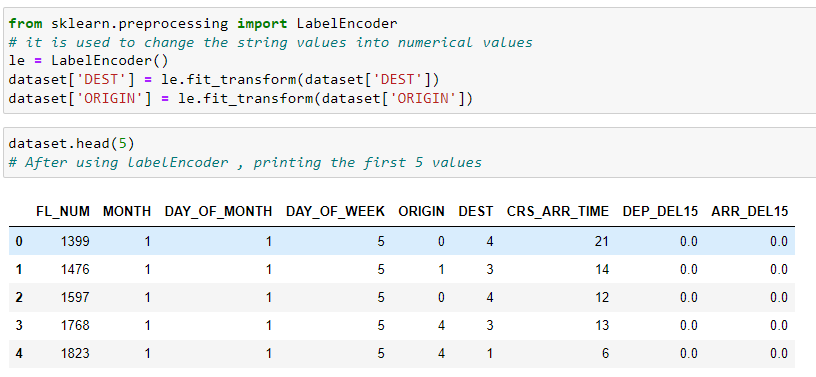 from sklearn.preprocessing import LabelEncoder
# it is used to change the string values into numerical values
le = LabelEncoder()
dataset['DEST'] = le.fit_transform(dataset['DEST'])
dataset['ORIGIN'] = le.fit_transform(dataset['ORIGIN'])
dataset.head(5)
# After using labelEncoder , printing the first 5 values
FL_NUM MONTH DAY_OF_MONTH DAY_OF_WEEK ORIGIN DEST CRS_ARR_TIME DEP_DEL15 ARR_DEL15
0 1399 1 1 5 0 4 21 0.0 0.0
1 1476 1 1 5 1 3 14 0.0 0.0
2 1597 1 1 5 0 4 12 0.0 0.0
3 1768 1 1 5 4 3 13 0.0 0.0
4 1823 1 1 5 4 1 6 0.0 0.0